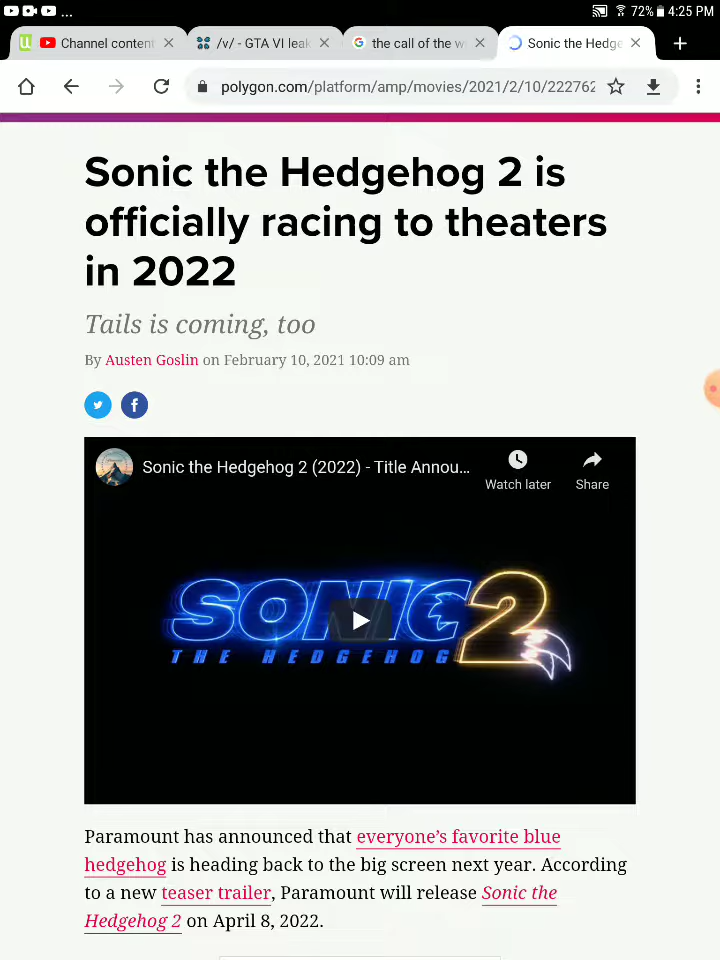 ... 72% 4:25 PM
Channel content /v/ - GTA VI leak the call of the w Sonic the Hedge
polygon.com/platform/amp/movies/2021/2/10/222762
Sonic the Hedgehog 2 is
officially racing to theaters
in 2022
Tails is coming, too
By Austen Goslin on February 10, 2021 10:09 am
Sonic the Hedgehog 2 (2022) - Title Annou...
Watch later Share
SONIC 2
THE HEDGEHOG
Paramount has announced that everyone's favorite blue
hedgehog is heading back to the big screen next year. According
to a new teaser trailer, Paramount will release Sonic the
Hedgehog 2 on April 8, 2022.